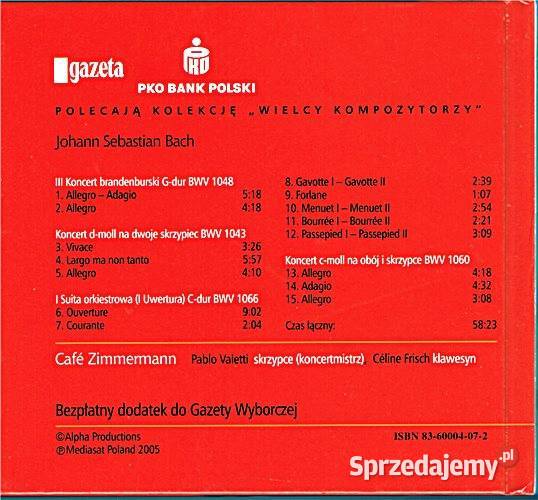 gazeta
PKO
PKO BANK POLSKI
POLECAJĄ KOLEKCJĘ „WIELCY KOMPOZYTORZY”
Johann Sebastian Bach
III Koncert brandenburski G-dur BWV 1048
1. Allegro – Adagio 5:18
2. Allegro 4:18
Koncert d-moll na dwoje skrzypiec BWV 1043
3. Vivace 3:26
4. Largo ma non tanto 5:57
5. Allegro 4:10
I Suita orkiestrowa (I Uwertura) C-dur BWV 1066
6. Ouverture 9:02
7. Courante 2:04
8. Gavotte I – Gavotte II 2:39
9. Forlane 1:07
10. Menuet I – Menuet II 2:54
11. Bourrée I – Bourrée II 2:21
12. Passepied I – Passepied II 3:09
Koncert c-moll na obój i skrzypce BWV 1060
13. Allegro 4:18
14. Adagio 4:32
15. Allegro 3:08
Czas łączny: 58:23
Café Zimmermann Pablo Valetti skrzypce (koncertmistrz), Céline Frisch klawesyn
Bezpłatny dodatek do Gazety Wyborczej
©Alpha Productions
℗Mediasat Poland 2005
ISBN 83-60004-07-2
Sprzedajemy.pl